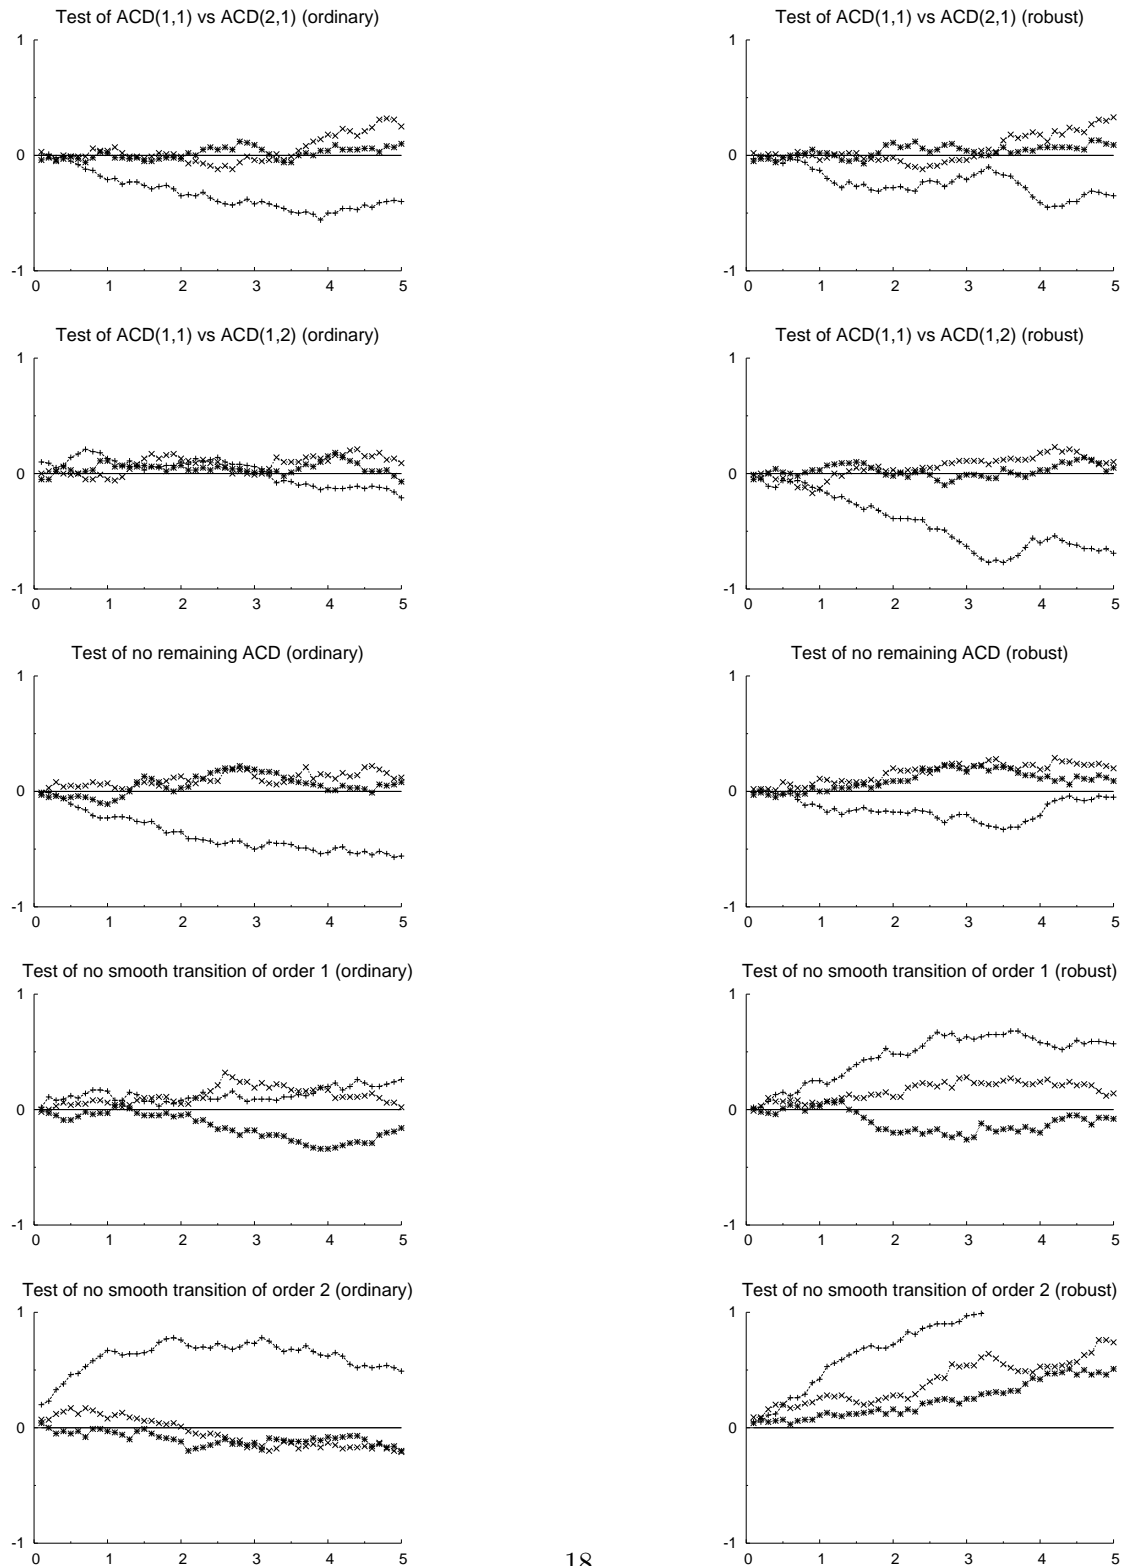 Test of ACD(1,1) vs ACD(2,1) (ordinary)
1
0
-1
0 1 2 3 4 5
Test of ACD(1,1) vs ACD(2,1) (robust)
1
0
-1
0 1 2 3 4 5
Test of ACD(1,1) vs ACD(1,2) (ordinary)
1
0
-1
0 1 2 3 4 5
Test of ACD(1,1) vs ACD(1,2) (robust)
1
0
-1
0 1 2 3 4 5
Test of no remaining ACD (ordinary)
1
0
-1
0 1 2 3 4 5
Test of no remaining ACD (robust)
1
0
-1
0 1 2 3 4 5
Test of no smooth transition of order 1 (ordinary)
1
0
-1
0 1 2 3 4 5
Test of no smooth transition of order 1 (robust)
1
0
-1
0 1 2 3 4 5
Test of no smooth transition of order 2 (ordinary)
1
0
-1
0 1 2 3 4 5
Test of no smooth transition of order 2 (robust)
1
0
-1
0 1 2 3 4 5
18